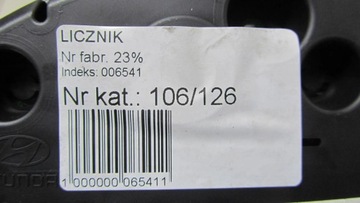 LICZNIK
Nr fabr. 23%
Indeks: 006541
Nr kat.: 106/126
1 000000 065411